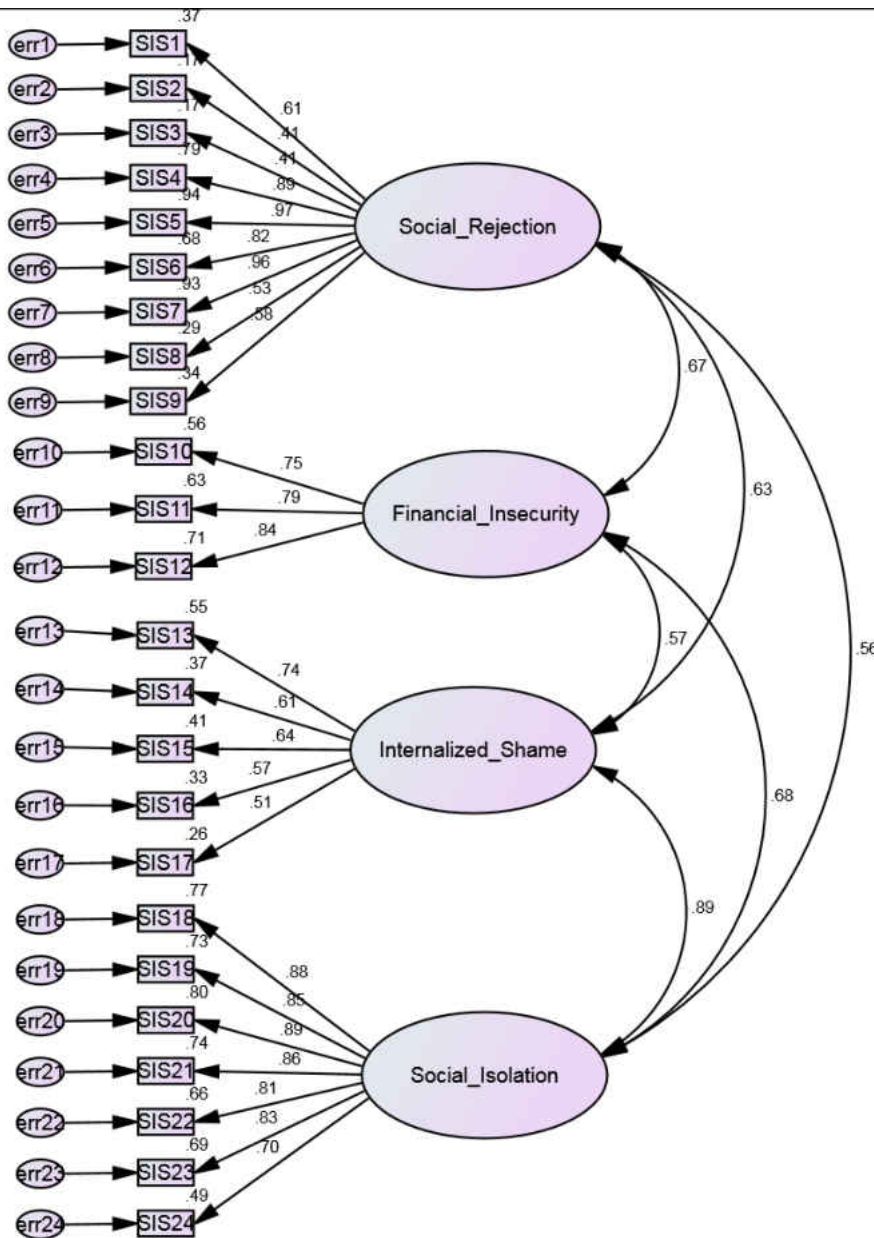 .37
err1 SIS1
.17
err2 SIS2
.17
err3 SIS3
.79
err4 SIS4
.94
err5 SIS5
.68
err6 SIS6
.93
err7 SIS7
.29
err8 SIS8
.34
err9 SIS9
.61
.41
.41
.89
.97
.82
.96
.53
.58
Social_Rejection
.67
.63
.56
.56
err10 SIS10
.63
err11 SIS11
.71
err12 SIS12
.75
.79
.84
Financial_Insecurity
.57
.68
.55
err13 SIS13
.37
err14 SIS14
.41
err15 SIS15
.33
err16 SIS16
.26
err17 SIS17
.74
.61
.64
.57
.51
Internalized_Shame
.89
.77
err18 SIS18
.73
err19 SIS19
.80
err20 SIS20
.74
err21 SIS21
.66
err22 SIS22
.69
err23 SIS23
.49
err24 SIS24
.88
.85
.89
.86
.81
.83
.70
Social_Isolation